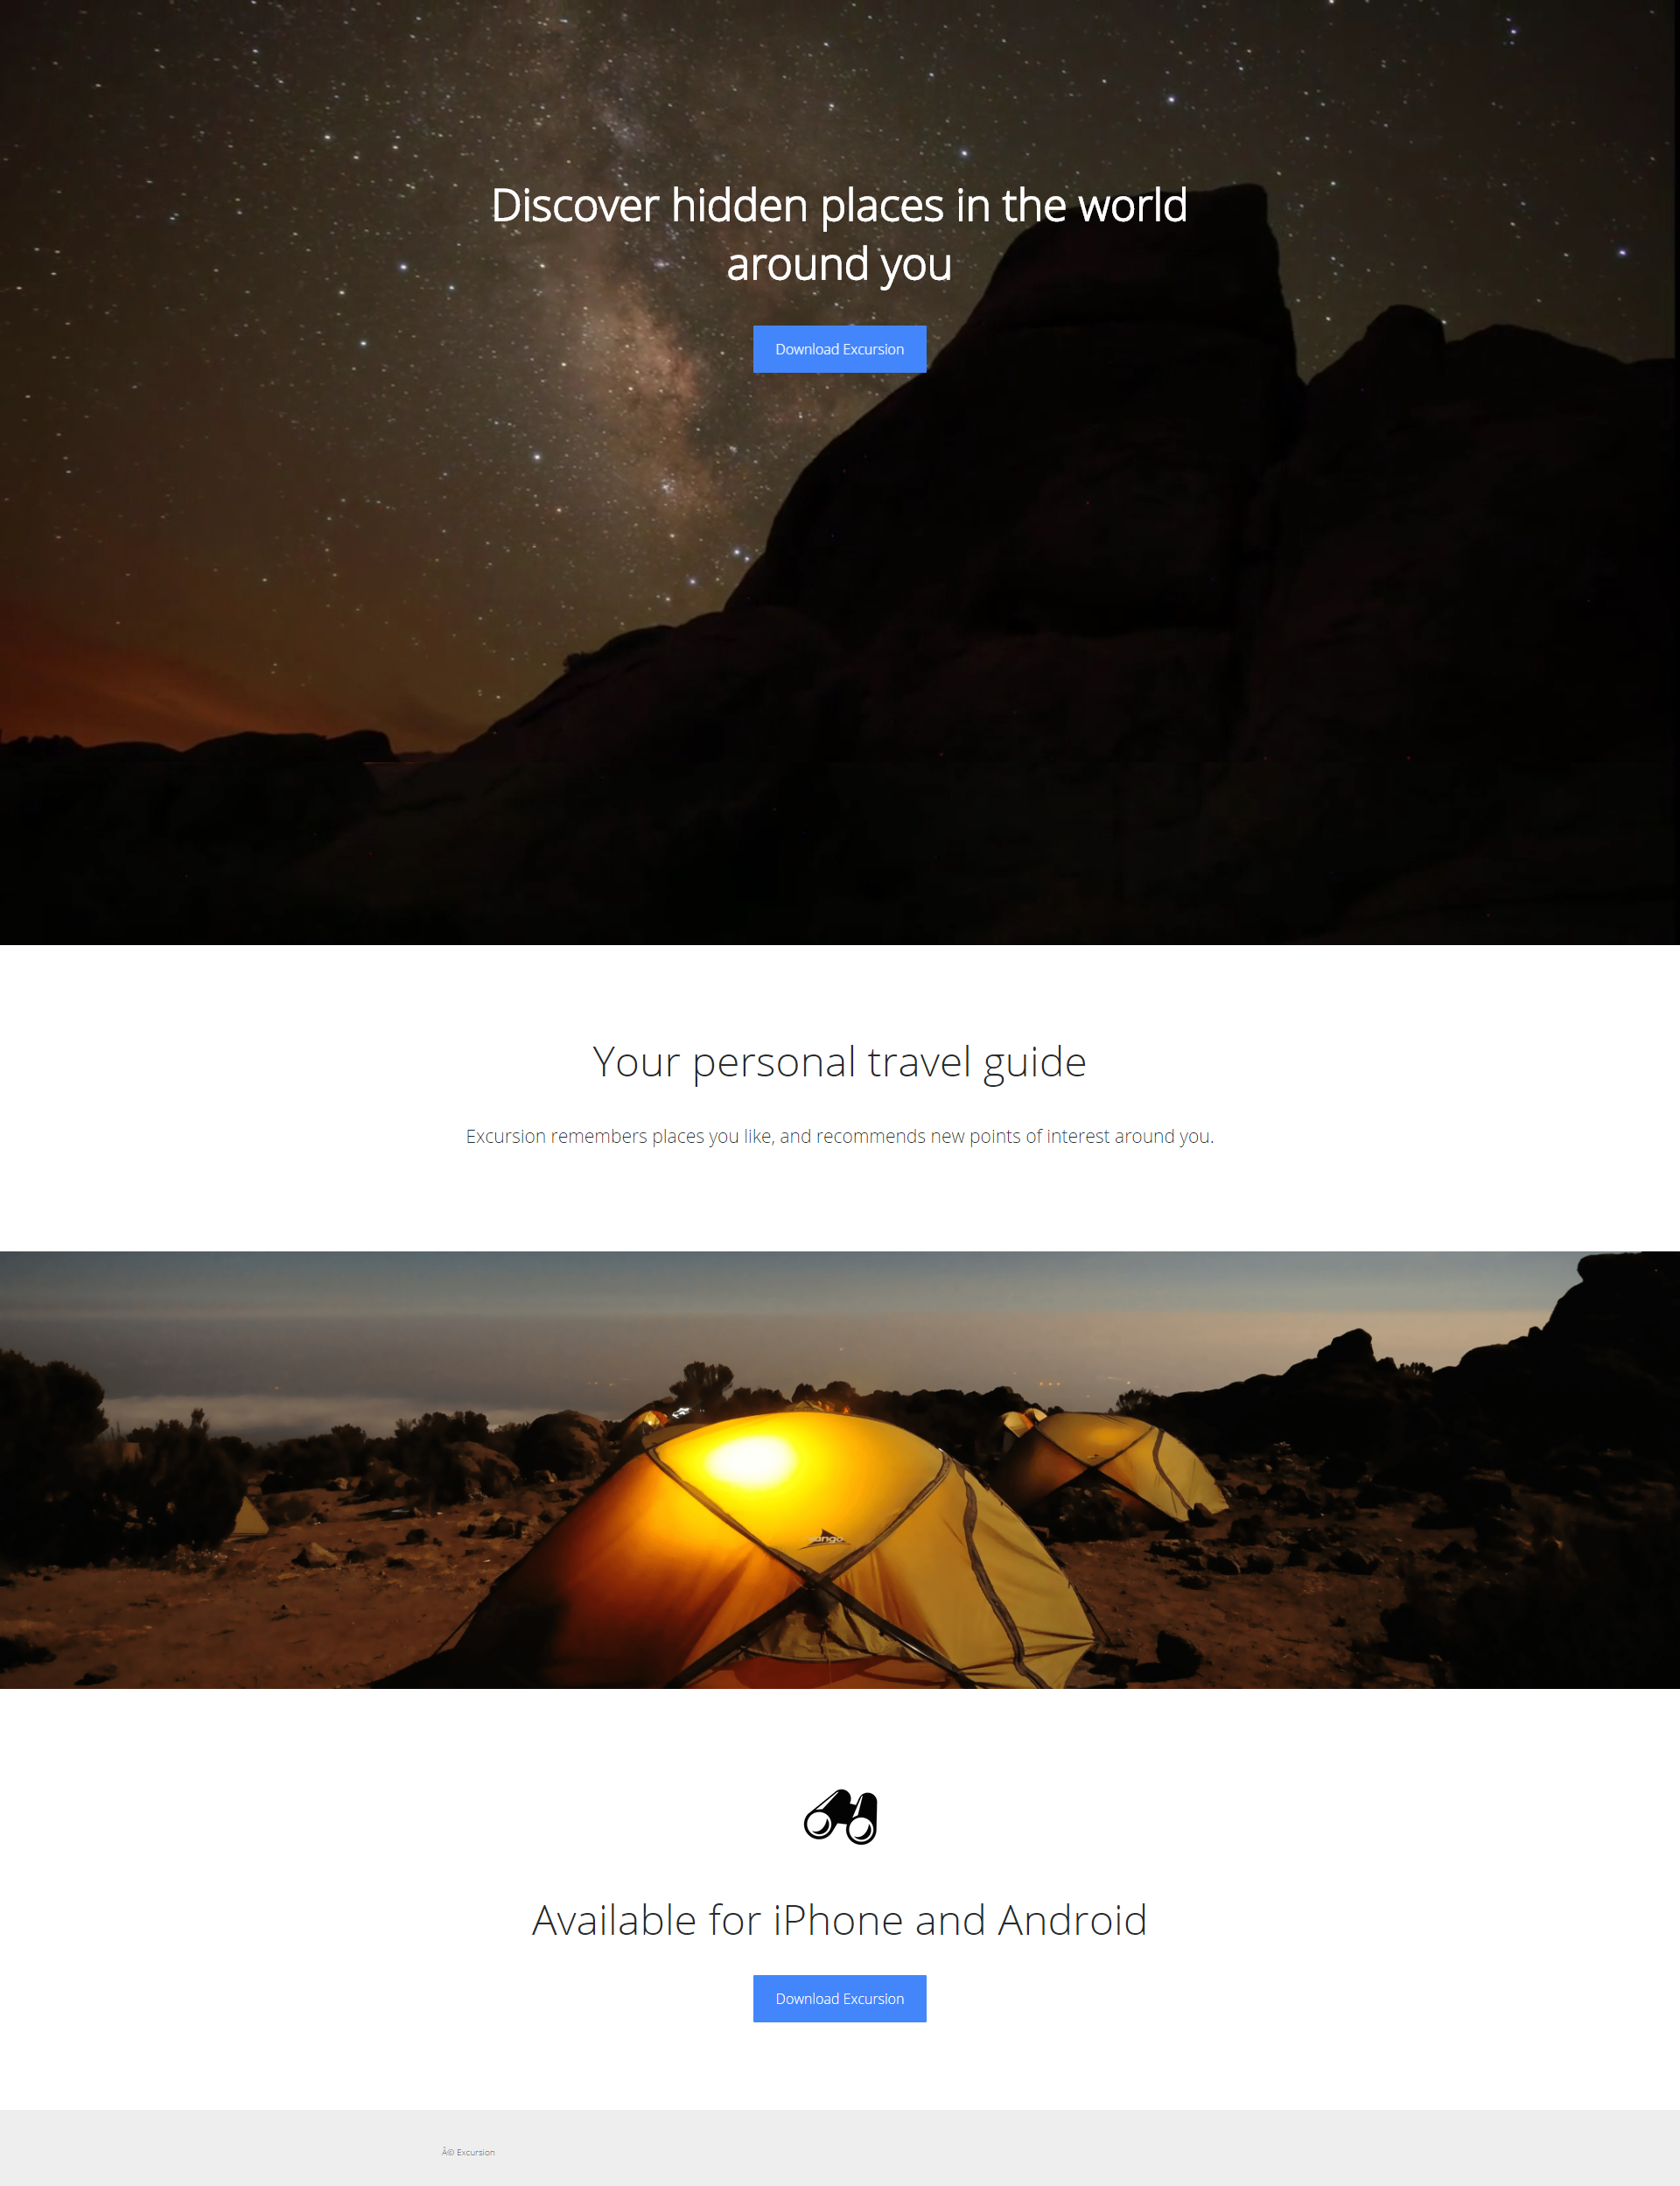 Discover hidden places in the world
around you
Download Excursion
Your personal travel guide
Excursion remembers places you like, and recommends new points of interest around you.
vango
Available for iPhone and Android
Download Excursion
Â© Excursion